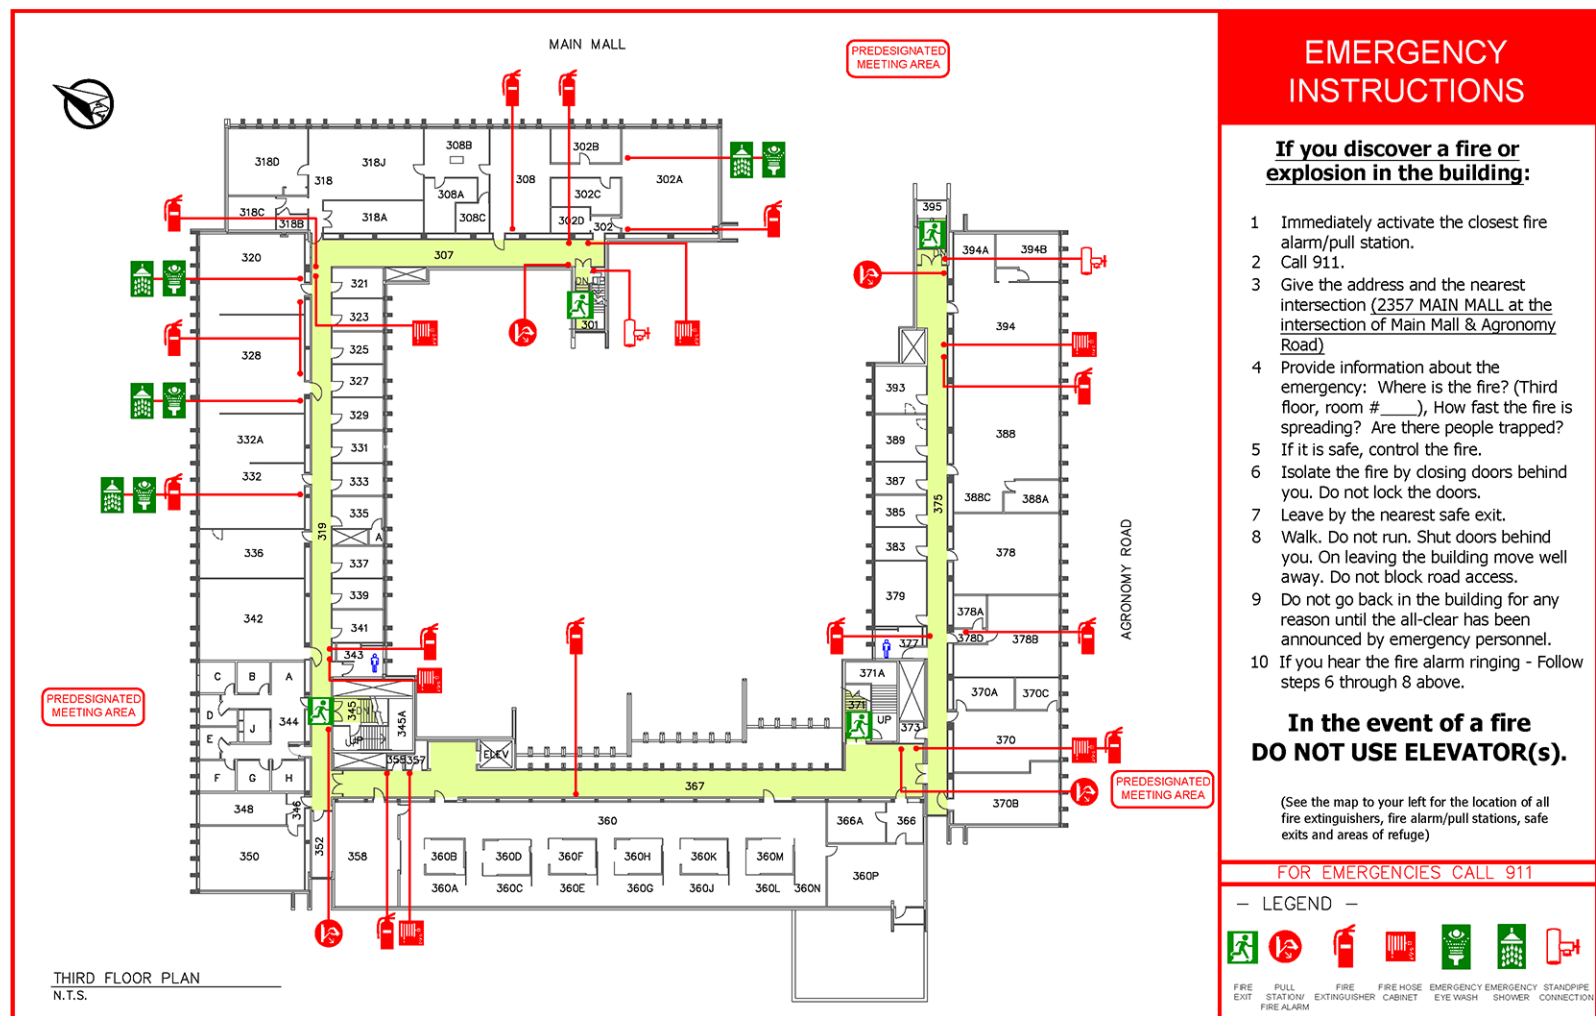 MAIN MALL
PREDESIGNATED
MEETING AREA
318D
318J
308B
302B
318
308
302A
308A
302C
318C
318A
308C
302D
318B
302
320
307
321
301
323
325
328
327
329
332A
331
332
333
335
319
A
336
337
339
342
341
343
C
B
A
D
J
344
E
F
G
H
345
DN
UP
345A
355
357
ELEV
348
346
350
352
PREDESIGNATED
MEETING AREA
395
394A
394B
394
393
389
388
387
388C
388A
385
375
383
378
379
378A
377
378D
378B
371A
370A
370C
371
UP
373
370
367
370B
PREDESIGNATED
MEETING AREA
AGRONOMY ROAD
360
366A
366
358
360B
360D
360F
360H
360K
360M
360A
360C
360E
360G
360J
360L
360N
360P
THIRD FLOOR PLAN
N.T.S.
EMERGENCY
INSTRUCTIONS
If you discover a fire or
explosion in the building:
1 Immediately activate the closest fire
alarm/pull station.
2 Call 911.
3 Give the address and the nearest
intersection (2357 MAIN MALL at the
intersection of Main Mall & Agronomy
Road)
4 Provide information about the
emergency: Where is the fire? (Third
floor, room #____), How fast the fire is
spreading? Are there people trapped?
5 If it is safe, control the fire.
6 Isolate the fire by closing doors behind
you. Do not lock the doors.
7 Leave by the nearest safe exit.
8 Walk. Do not run. Shut doors behind
you. On leaving the building move well
away. Do not block road access.
9 Do not go back in the building for any
reason until the all-clear has been
announced by emergency personnel.
10 If you hear the fire alarm ringing - Follow
steps 6 through 8 above.
In the event of a fire
DO NOT USE ELEVATOR(s).
(See the map to your left for the location of all
fire extinguishers, fire alarm/pull stations, safe
exits and areas of refuge)
FOR EMERGENCIES CALL 911
– LEGEND –
FIRE
EXIT
PULL
STATION/
FIRE ALARM
FIRE
EXTINGUISHER
FIRE HOSE
CABINET
EMERGENCY
EYE WASH
EMERGENCY
SHOWER
STANDPIPE
CONNECTION